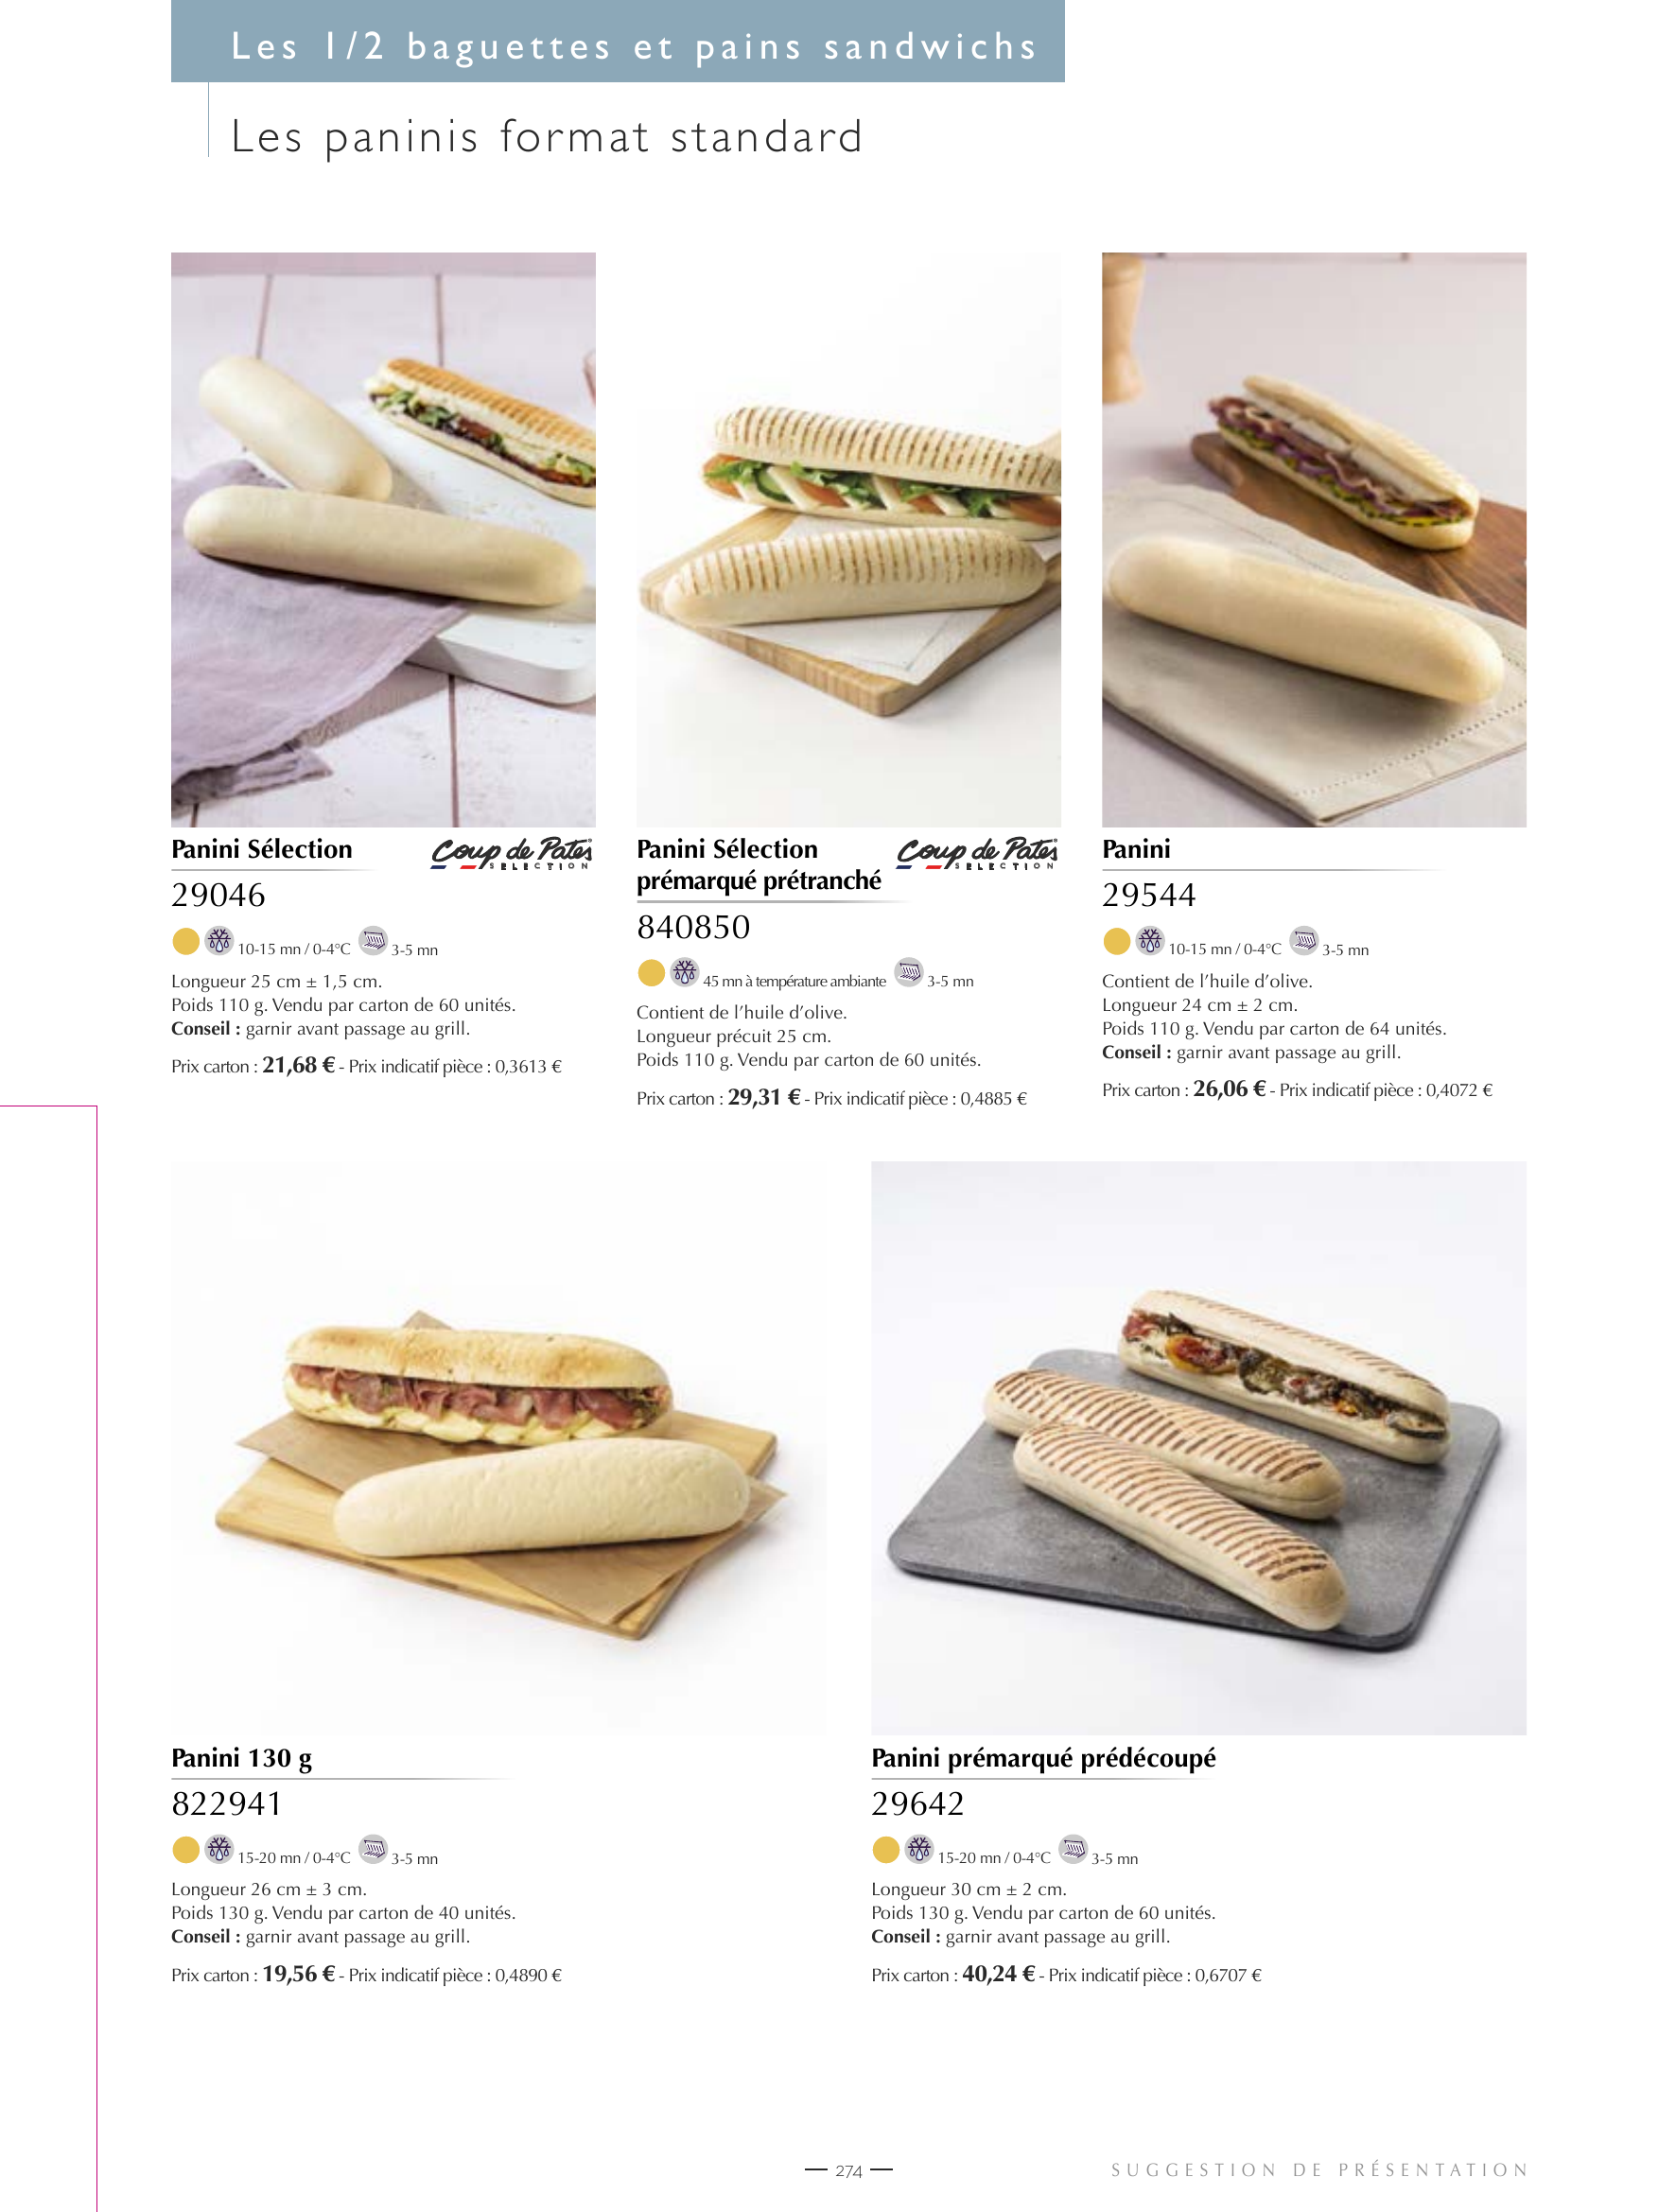 Les 1/2 baguettes et pains sandwichs
Les paninis format standard
Panini Sélection
Coup de Pates
SELECTION
29046
10-15 mn / 0-4°C 3-5 mn
Longueur 25 cm ± 1,5 cm.
Poids 110 g. Vendu par carton de 60 unités.
Conseil : garnir avant passage au grill.
Prix carton : 21,68 € - Prix indicatif pièce : 0,3613 €
Panini Sélection
prémarqué prétranché
Coup de Pates
SELECTION
840850
45 mn à température ambiante 3-5 mn
Contient de l’huile d’olive.
Longueur précuit 25 cm.
Poids 110 g. Vendu par carton de 60 unités.
Prix carton : 29,31 € - Prix indicatif pièce : 0,4885 €
Panini
29544
10-15 mn / 0-4°C 3-5 mn
Contient de l’huile d’olive.
Longueur 24 cm ± 2 cm.
Poids 110 g. Vendu par carton de 64 unités.
Conseil : garnir avant passage au grill.
Prix carton : 26,06 € - Prix indicatif pièce : 0,4072 €
Panini 130 g
822941
15-20 mn / 0-4°C 3-5 mn
Longueur 26 cm ± 3 cm.
Poids 130 g. Vendu par carton de 40 unités.
Conseil : garnir avant passage au grill.
Prix carton : 19,56 € - Prix indicatif pièce : 0,4890 €
Panini prémarqué prédécoupé
29642
15-20 mn / 0-4°C 3-5 mn
Longueur 30 cm ± 2 cm.
Poids 130 g. Vendu par carton de 60 unités.
Conseil : garnir avant passage au grill.
Prix carton : 40,24 € - Prix indicatif pièce : 0,6707 €
274
SUGGESTION DE PRÉSENTATION